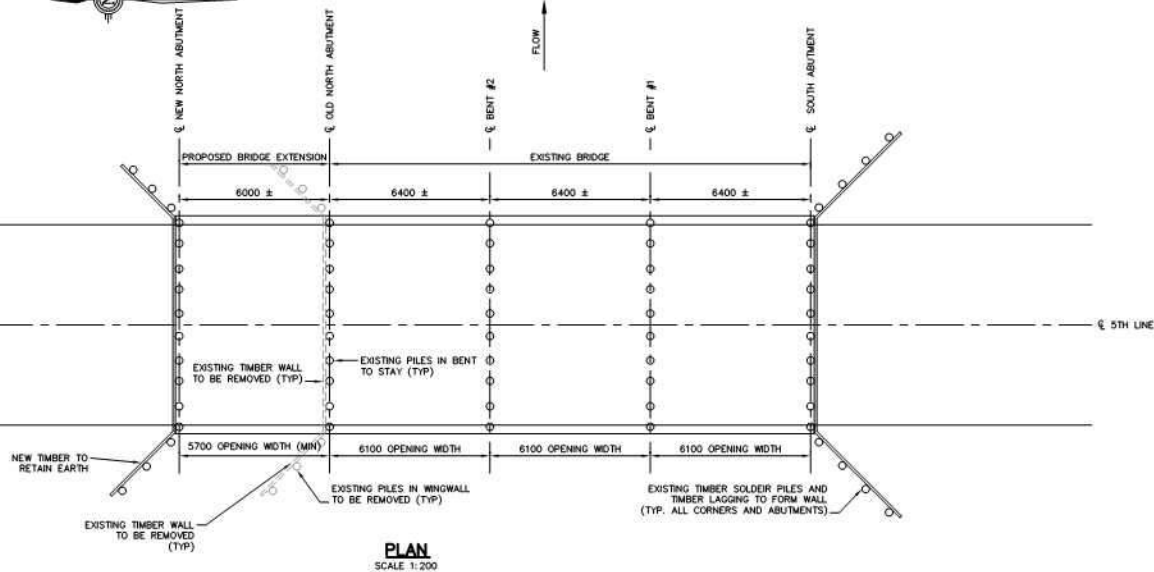 2
℄ NEW NORTH ABUTMENT
℄ OLD NORTH ABUTMENT
FLOW
℄ BENT #2
℄ BENT #1
℄ SOUTH ABUTMENT
PROPOSED BRIDGE EXTENSION
EXISTING BRIDGE
6000 ±
6400 ±
6400 ±
6400 ±
℄ 5TH LINE
EXISTING TIMBER WALL
TO BE REMOVED (TYP)
EXISTING PILES IN BENT
TO STAY (TYP)
5700 OPENING WIDTH (MIN)
6100 OPENING WIDTH
6100 OPENING WIDTH
6100 OPENING WIDTH
NEW TIMBER TO
RETAIN EARTH
EXISTING PILES IN WINGWALL
TO BE REMOVED (TYP)
EXISTING TIMBER SOLDEIR PILES AND
TIMBER LAGGING TO FORM WALL
(TYP. ALL CORNERS AND ABUTMENTS)
EXISTING TIMBER WALL
TO BE REMOVED
(TYP)
PLAN
SCALE 1:200